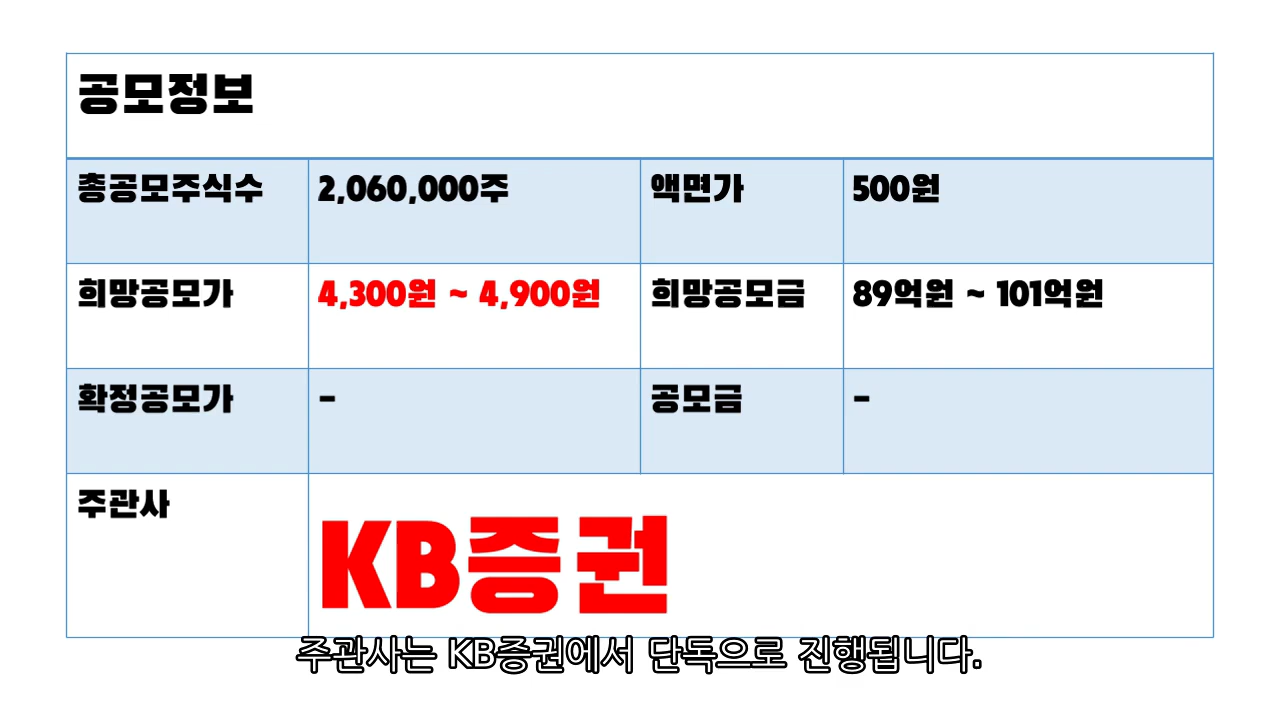 공모정보
총공모주식수 2,060,000주 액면가 500원
희망공모가 4,300원 ~ 4,900원 희망공모금 89억원 ~ 101억원
확정공모가 - 공모금 -
주관사 KB증권
주관사는 KB증권에서 단독으로 진행됩니다.